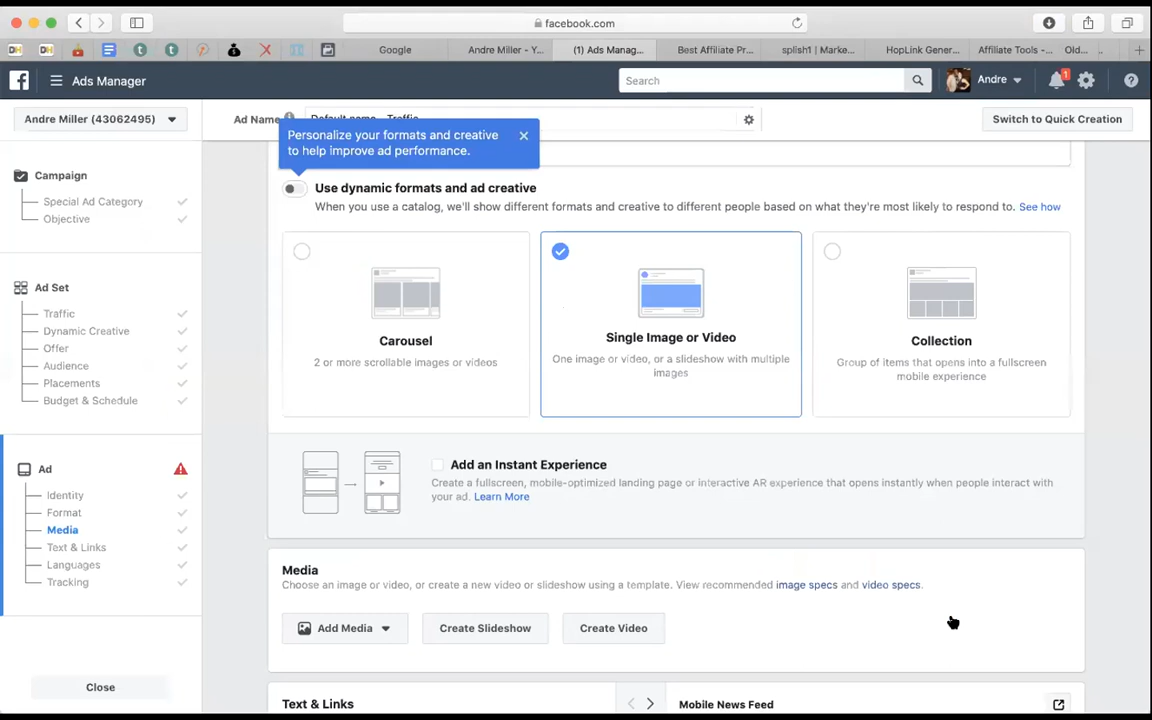 facebook.com
DH
DH
Google
Andre Miller - Y...
(1) Ads Manag...
Best Affiliate Pr...
splish1 | Marke...
HopLink Gener...
Affiliate Tools -...
Old...
Ads Manager
Search
Andre
1
Andre Miller (43062495)
Ad Name
Default name - Traffic
Switch to Quick Creation
Personalize your formats and creative
to help improve ad performance.
Use dynamic formats and ad creative
When you use a catalog, we'll show different formats and creative to different people based on what they're most likely to respond to. See how
Campaign
Special Ad Category
Objective
Ad Set
Traffic
Dynamic Creative
Offer
Audience
Placements
Budget & Schedule
Ad
Identity
Format
Media
Text & Links
Languages
Tracking
Close
Carousel
2 or more scrollable images or videos
Single Image or Video
One image or video, or a slideshow with multiple
images
Collection
Group of items that opens into a fullscreen
mobile experience
Add an Instant Experience
Create a fullscreen, mobile-optimized landing page or interactive AR experience that opens instantly when people interact with
your ad. Learn More
Media
Choose an image or video, or create a new video or slideshow using a template. View recommended image specs and video specs.
Add Media
Create Slideshow
Create Video
Text & Links
Mobile News Feed